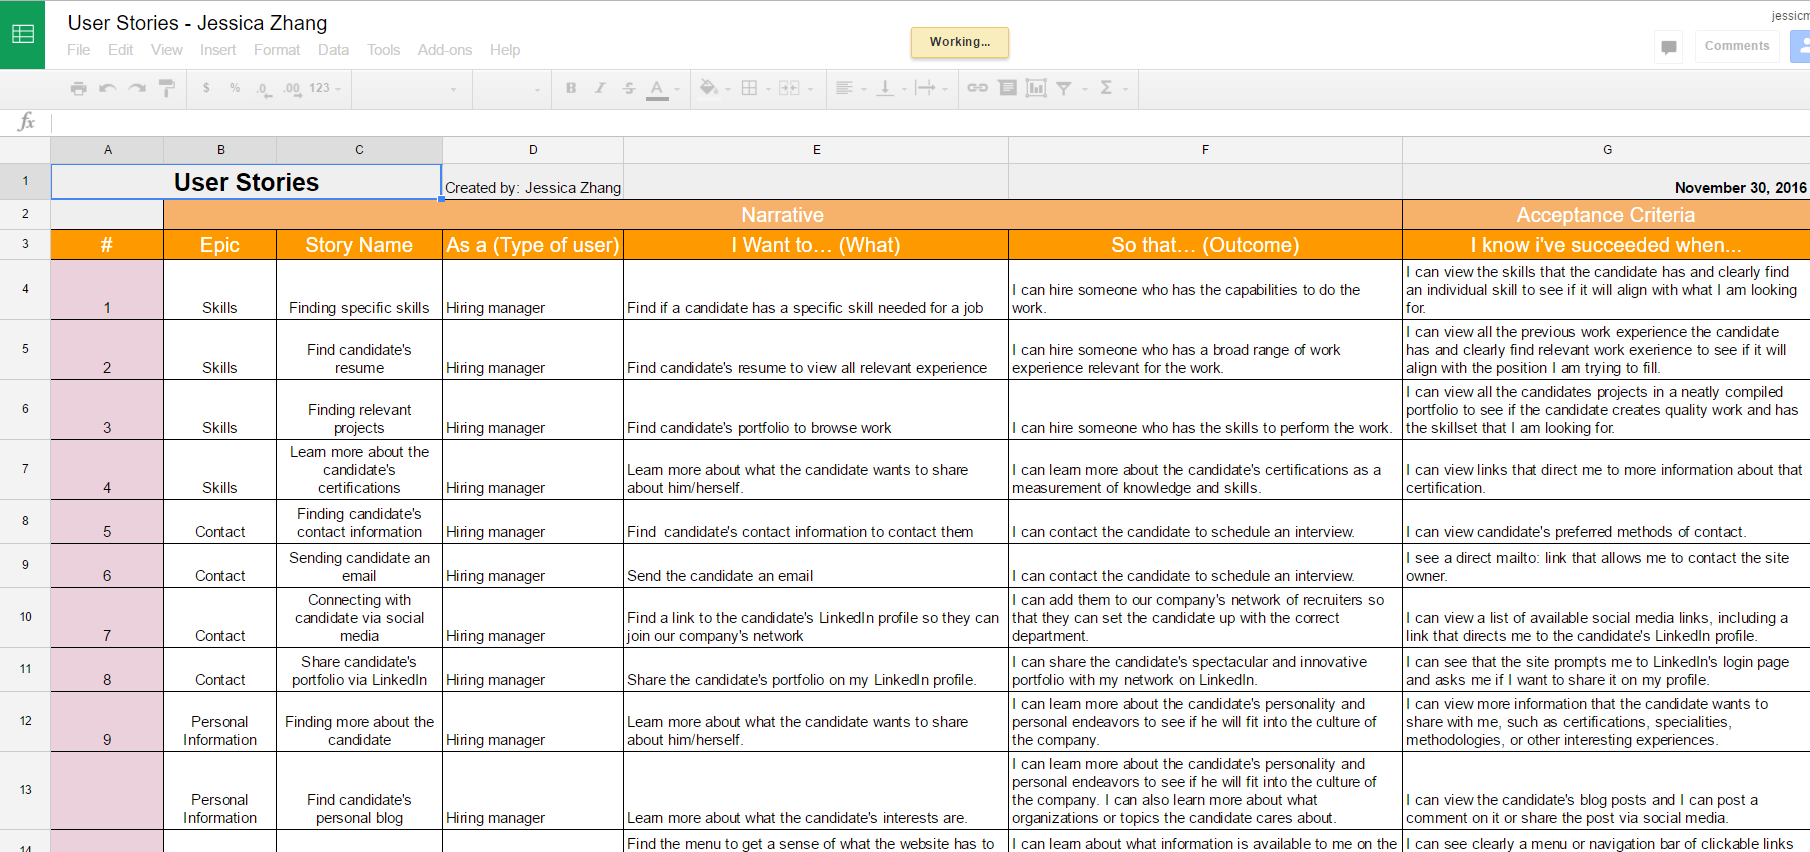 User Stories - Jessica Zhang
jessicm
File Edit View Insert Format Data Tools Add-ons Help
Working...
Comments
$ % .0 .00 123
B I S A
Σ
fx
A B C D E F G
1 User Stories Created by: Jessica Zhang November 30, 2016
2 Narrative Acceptance Criteria
3 # Epic Story Name As a (Type of user) I Want to... (What) So that... (Outcome) I know i've succeeded when...
4
1
Skills
Finding specific skills
Hiring manager
Find if a candidate has a specific skill needed for a job
I can hire someone who has the capabilities to do the
work.
I can view the skills that the candidate has and clearly find
an individual skill to see if it will align with what I am looking
for.
5
2
Skills
Find candidate's
resume
Hiring manager
Find candidate's resume to view all relevant experience
I can hire someone who has a broad range of work
experience relevant for the work.
I can view all the previous work experience the candidate
has and clearly find relevant work exerience to see if it will
align with the position I am trying to fill.
6
3
Skills
Finding relevant
projects
Hiring manager
Find candidate's portfolio to browse work
I can hire someone who has the skills to perform the work.
I can view all the candidates projects in a neatly compiled
portfolio to see if the candidate creates quality work and has
the skillset that I am looking for.
7
4
Skills
Learn more about the
candidate's
certifications
Hiring manager
Learn more about what the candidate wants to share
about him/herself.
I can learn more about the candidate's certifications as a
measurement of knowledge and skills.
I can view links that direct me to more information about that
certification.
8
5
Contact
Finding candidate's
contact information
Hiring manager
Find  candidate's contact information to contact them
I can contact the candidate to schedule an interview.
I can view candidate's preferred methods of contact.
9
6
Contact
Sending candidate an
email
Hiring manager
Send the candidate an email
I can contact the candidate to schedule an interview.
I see a direct mailto: link that allows me to contact the site
owner.
10
7
Contact
Connecting with
candidate via social
media
Hiring manager
Find a link to the candidate's LinkedIn profile so they can
join our company's network
I can add them to our company's network of recruiters so
that they can set the candidate up with the correct
department.
I can view a list of available social media links, including a
link that directs me to the candidate's LinkedIn profile.
11
8
Contact
Share candidate's
portfolio via LinkedIn
Hiring manager
Share the candidate's portfolio on my LinkedIn profile.
I can share the candidate's spectacular and innovative
portfolio with my network on LinkedIn.
I can see that the site prompts me to LinkedIn's login page
and asks me if I want to share it on my profile.
12
9
Personal
Information
Finding more about the
candidate
Hiring manager
Learn more about what the candidate wants to share
about him/herself.
I can learn more about the candidate's personality and
personal endeavors to see if he will fit into the culture of
the company.
I can view more information that the candidate wants to
share with me, such as certifications, specialities,
methodologies, or other interesting experiences.
13
Personal
Information
Find candidate's
personal blog
Hiring manager
Learn more about what the candidate's interests are.
I can learn more about the candidate's personality and
personal endeavors to see if he will fit into the culture of
the company. I can also learn more about what
organizations or topics the candidate cares about.
I can view the candidate's blog posts and I can post a
comment on it or share the post via social media.
14
Find the menu to get a sense of what the website has to
I can learn about what information is available to me on the
I can see clearly a menu or navigation bar of clickable links